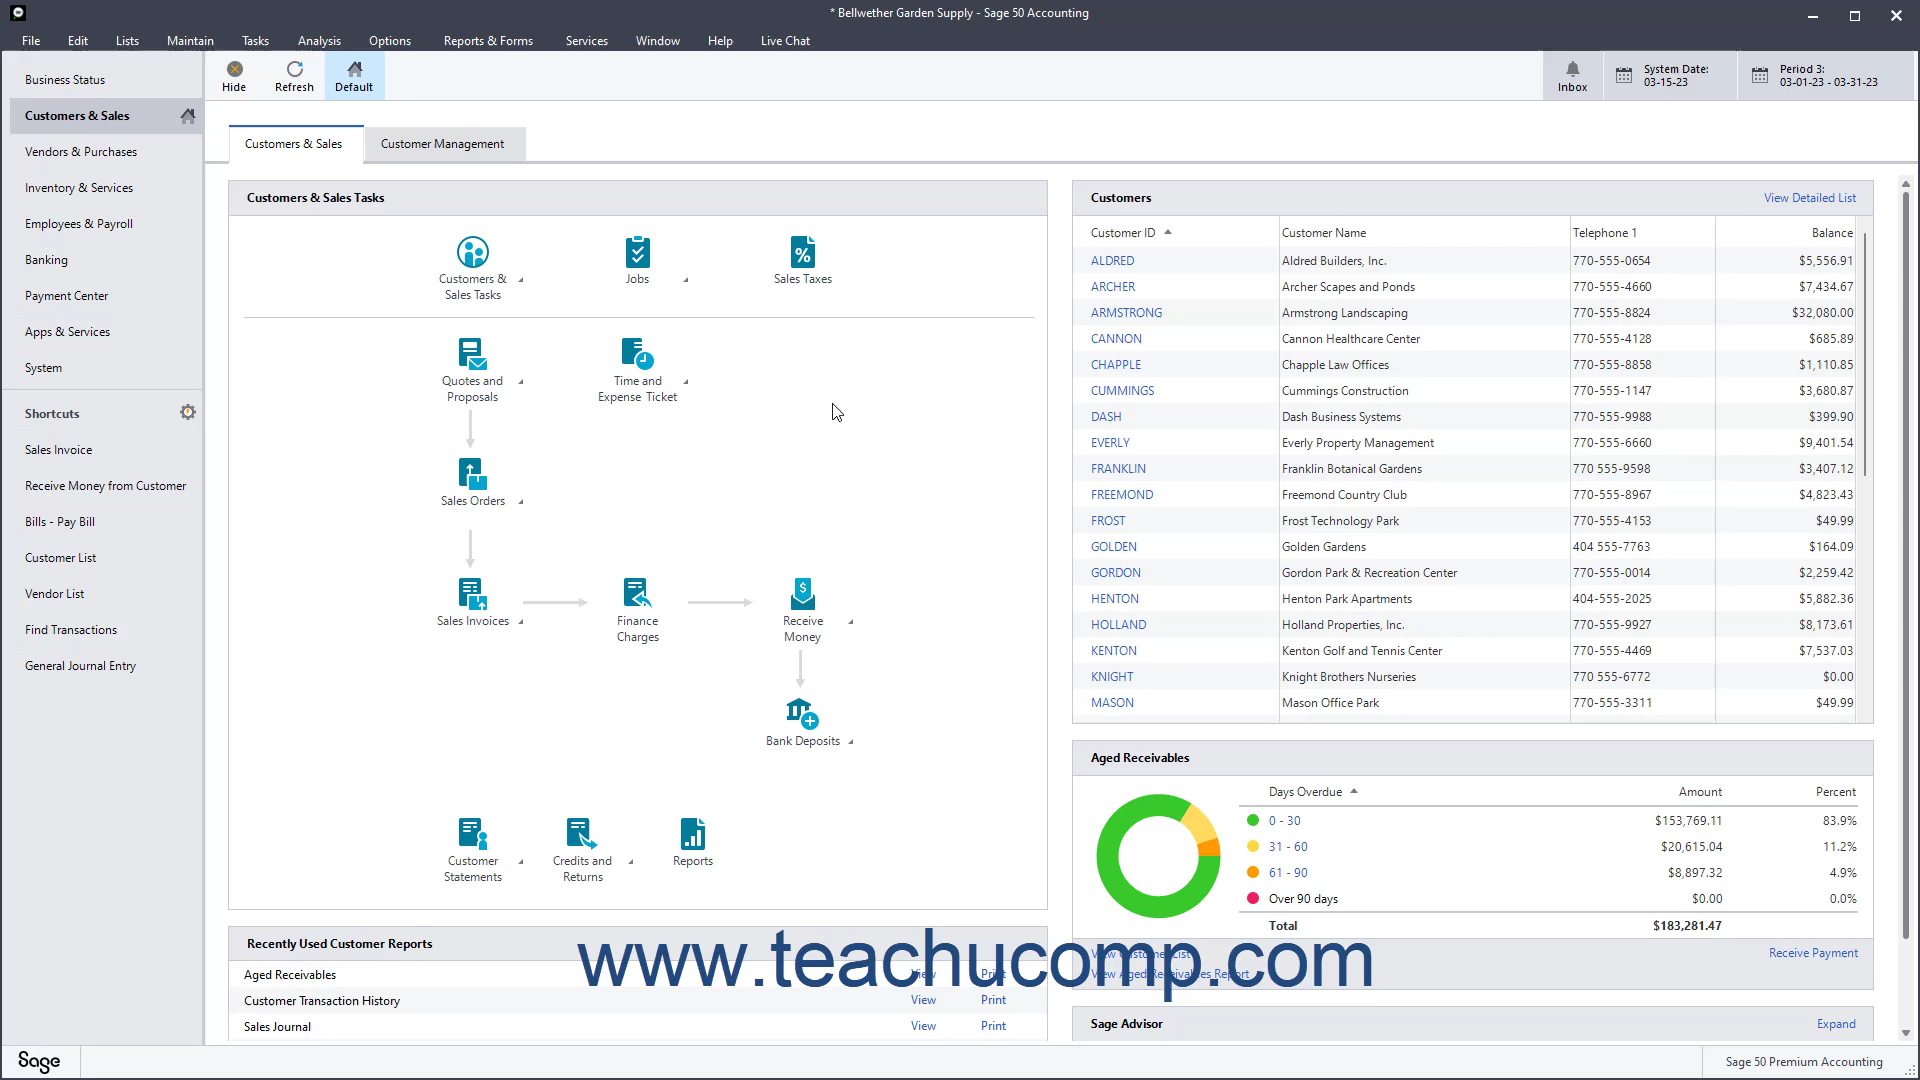 * Bellwether Garden Supply - Sage 50 Accounting
File Edit Lists Maintain Tasks Analysis Options Reports & Forms Services Window Help Live Chat
Business Status
Customers & Sales
Vendors & Purchases
Inventory & Services
Employees & Payroll
Banking
Payment Center
Apps & Services
System
Shortcuts
Sales Invoice
Receive Money from Customer
Bills - Pay Bill
Customer List
Vendor List
Find Transactions
General Journal Entry
Hide Refresh Default
Inbox
System Date:
03-15-23
Period 3:
03-01-23 - 03-31-23
Customers & Sales Customer Management
Customers & Sales Tasks
Customers &
Sales Tasks
Jobs
Sales Taxes
Quotes and
Proposals
Time and
Expense Ticket
Sales Orders
Sales Invoices
Finance
Charges
Receive
Money
Bank Deposits
Customer
Statements
Credits and
Returns
Reports
Recently Used Customer Reports
Aged Receivables View Print
Customer Transaction History View Print
Sales Journal View Print
Customers View Detailed List
Customer ID Customer Name Telephone 1 Balance
ALDRED Aldred Builders, Inc. 770-555-0654 $5,556.91
ARCHER Archer Scapes and Ponds 770-555-4660 $7,434.67
ARMSTRONG Armstrong Landscaping 770-555-8824 $32,080.00
CANNON Cannon Healthcare Center 770-555-4128 $685.89
CHAPPLE Chapple Law Offices 770-555-8858 $1,110.85
CUMMINGS Cummings Construction 770-555-1147 $3,680.87
DASH Dash Business Systems 770-555-9988 $399.90
EVERLY Everly Property Management 770-555-6660 $9,401.54
FRANKLIN Franklin Botanical Gardens 770 555-9598 $3,407.12
FREEMOND Freemond Country Club 770-555-8967 $4,823.43
FROST Frost Technology Park 770-555-4153 $49.99
GOLDEN Golden Gardens 404 555-7763 $164.09
GORDON Gordon Park & Recreation Center 770-555-0014 $2,259.42
HENTON Henton Park Apartments 404-555-2025 $5,882.36
HOLLAND Holland Properties, Inc. 770-555-9927 $8,173.61
KENTON Kenton Golf and Tennis Center 770-555-4469 $7,537.03
KNIGHT Knight Brothers Nurseries 770 555-6772 $0.00
MASON Mason Office Park 770-555-3311 $49.99
Aged Receivables
Days Overdue Amount Percent
0 - 30 $153,769.11 83.9%
31 - 60 $20,615.04 11.2%
61 - 90 $8,897.32 4.9%
Over 90 days $0.00 0.0%
Total $183,281.47
View Customer List Receive Payment
View Aged Receivables Report
Sage Advisor Expand
www.teachucomp.com
Sage
Sage 50 Premium Accounting